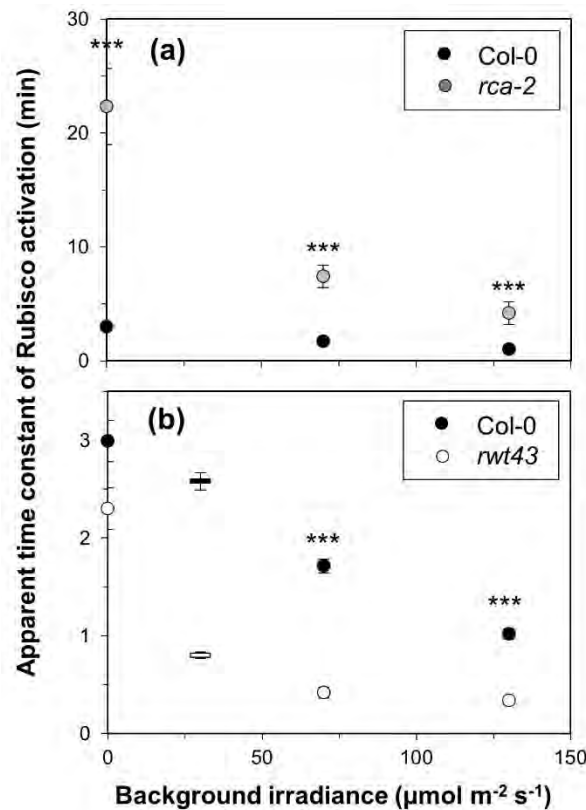 Apparent time constant of Rubisco activation (min)
30
20
10
0
***
(a)
Col-0
rca-2
***
***
3
2
1
0
(b)
Col-0
rwt43
***
***
0
50
100
150
Background irradiance (μmol m⁻² s⁻¹)